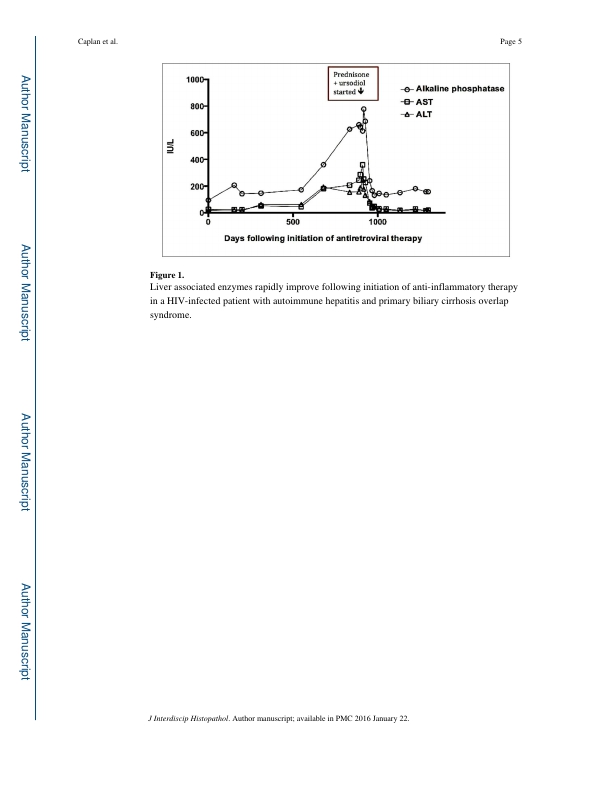 Caplan et al.
Page 5
Author Manuscript
Author Manuscript
Author Manuscript
Author Manuscript
Prednisone
+ ursodiol
started
Alkaline phosphatase
AST
ALT
1000
800
600
400
200
0
IU/L
0
500
1000
Days following initiation of antiretroviral therapy
Figure 1.
Liver associated enzymes rapidly improve following initiation of anti-inflammatory therapy
in a HIV-infected patient with autoimmune hepatitis and primary biliary cirrhosis overlap
syndrome.
J Interdiscip Histopathol. Author manuscript; available in PMC 2016 January 22.